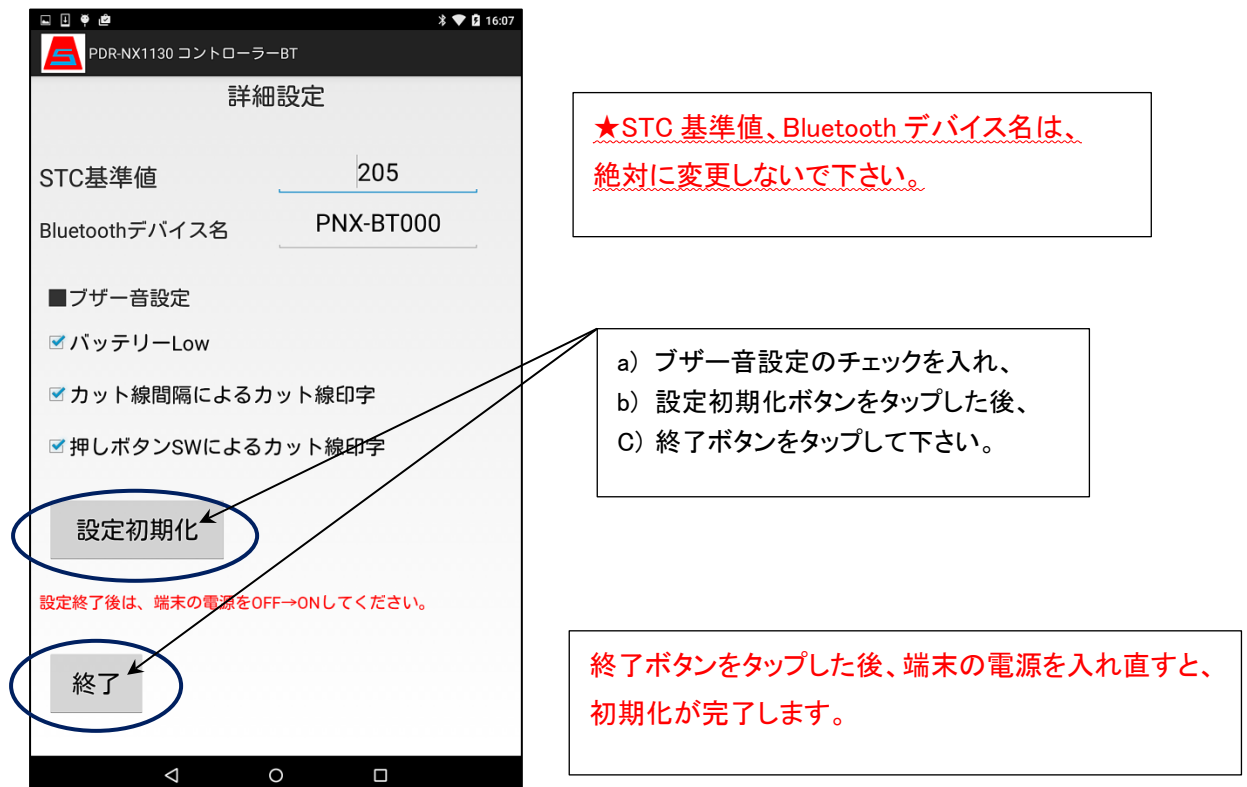 16:07
PDR-NX1130 コントローラーBT
詳細設定
STC基準値 205
Bluetoothデバイス名 PNX-BT000
■ブザー音設定
バッテリーLow
カット線間隔によるカット線印字
押しボタンSWによるカット線印字
設定初期化
設定終了後は、端末の電源をOFF→ONしてください。
終了
★STC 基準値、Bluetooth デバイス名は、
絶対に変更しないで下さい。
a） ブザー音設定のチェックを入れ、
b） 設定初期化ボタンをタップした後、
C） 終了ボタンをタップして下さい。
終了ボタンをタップした後、端末の電源を入れ直すと、
初期化が完了します。